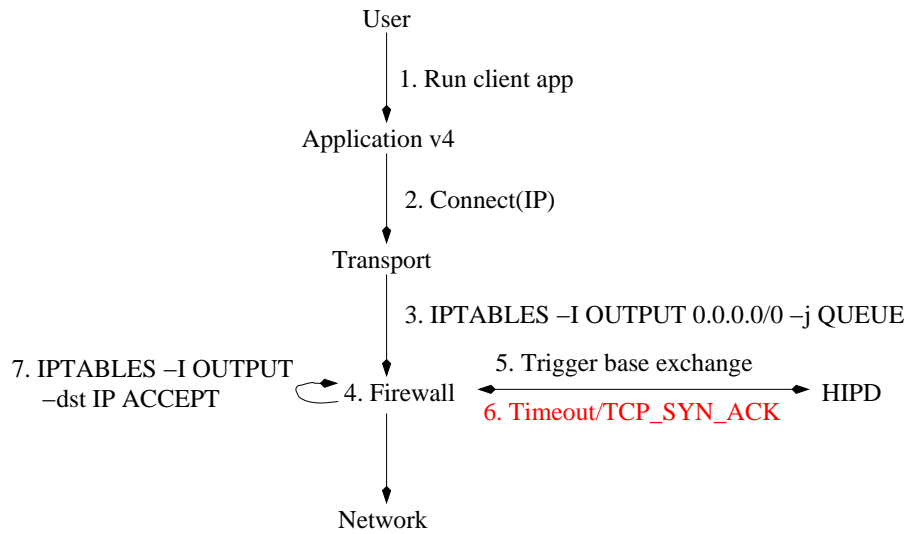 User
1. Run client app
Application v4
2. Connect(IP)
Transport
3. IPTABLES −I OUTPUT 0.0.0.0/0 −j QUEUE
7. IPTABLES −I OUTPUT
−dst IP ACCEPT
4. Firewall
5. Trigger base exchange
6. Timeout/TCP_SYN_ACK
HIPD
Network